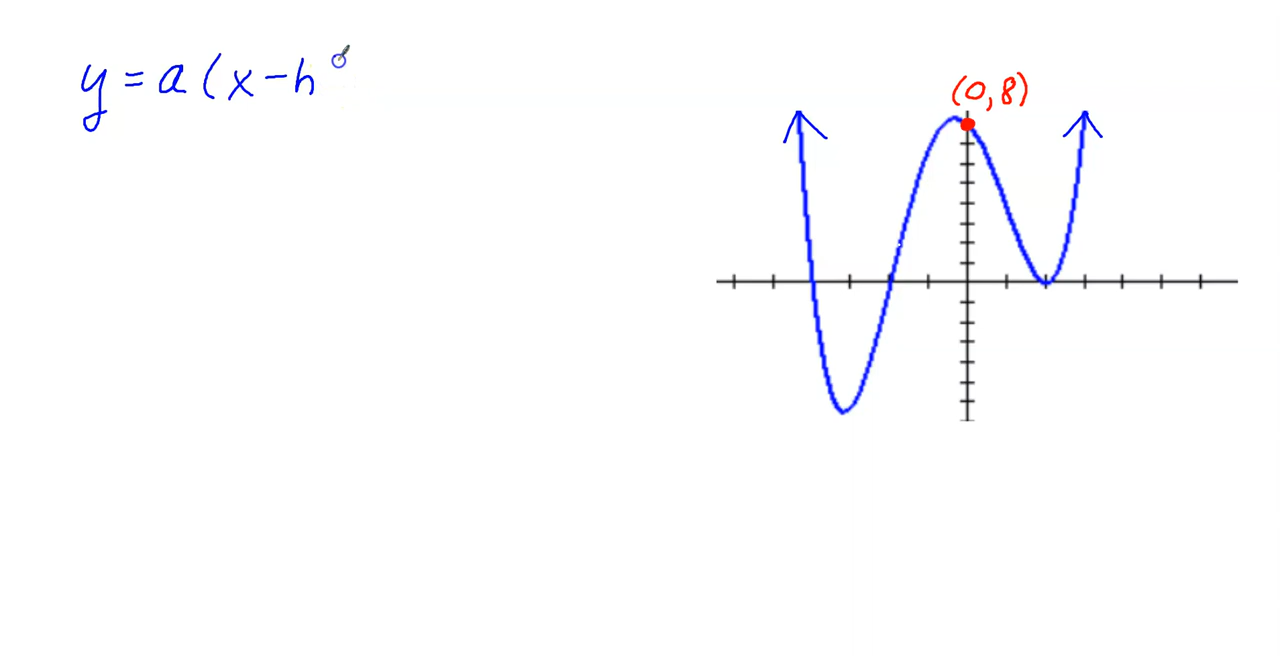 y = a ( x - h
(0,8)